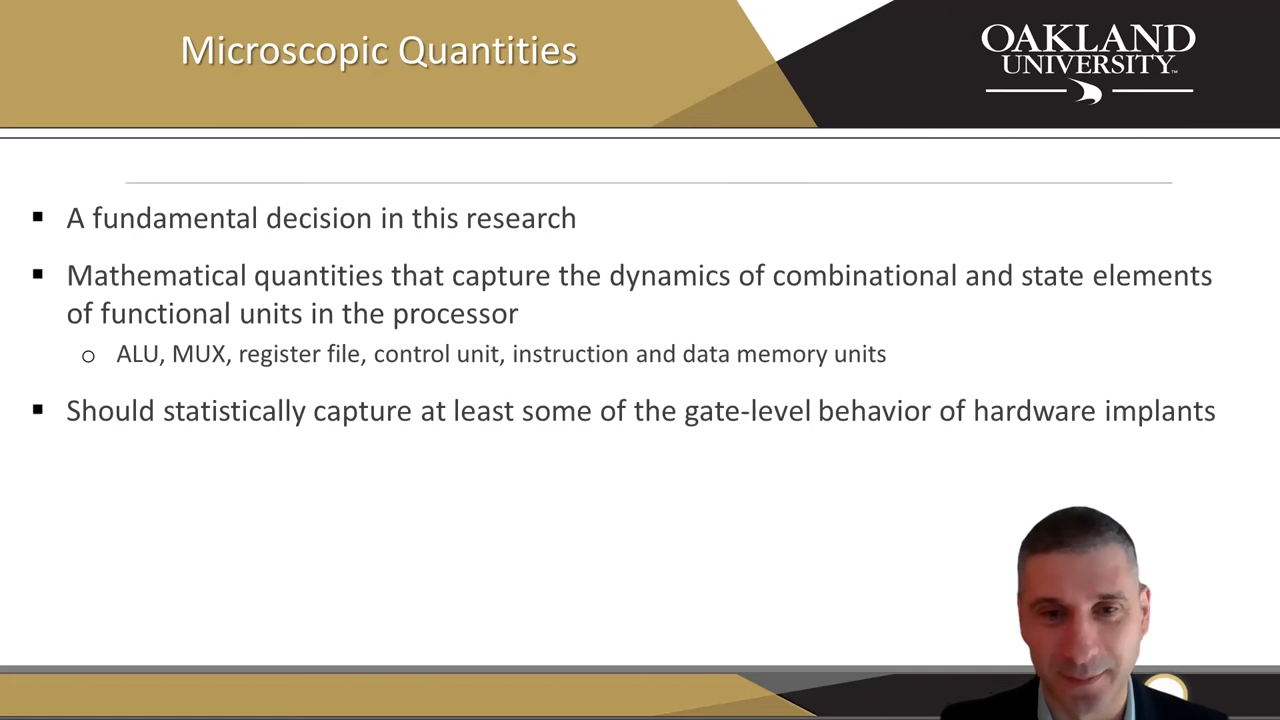 Microscopic Quantities
OAKLAND
UNIVERSITY™
▪ A fundamental decision in this research
▪ Mathematical quantities that capture the dynamics of combinational and state elements
of functional units in the processor
o ALU, MUX, register file, control unit, instruction and data memory units
▪ Should statistically capture at least some of the gate-level behavior of hardware implants